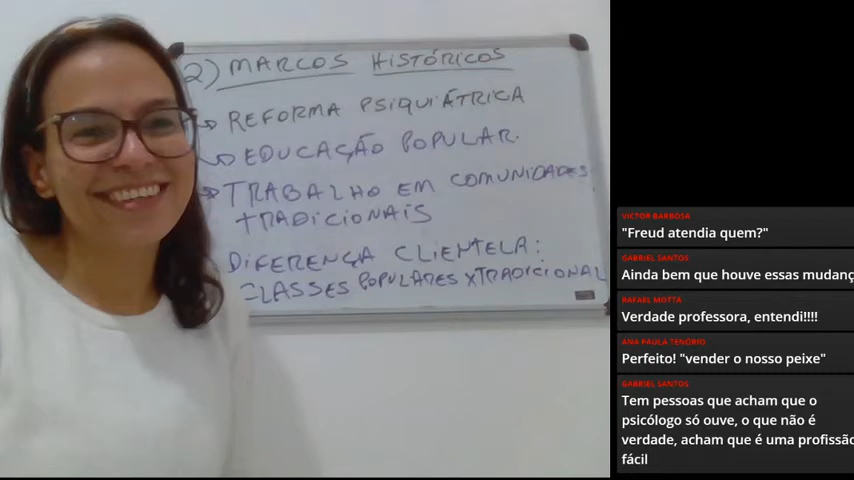 2) MARCOS HISTÓRICOS
REFORMA PSIQUIÁTRICA
EDUCAÇÃO POPULAR.
TRABALHO EM COMUNIDADES
TRADICIONAIS
DIFERENÇA CLIENTELA:
CLASSES POPULARES X TRADICIONAL
VICTOR BARBOSA
"Freud atendia quem?"
GABRIEL SANTOS
Ainda bem que houve essas mudanç
RAFAEL MOTTA
Verdade professora, entendi!!!!
ANA PAULA TENÓRIO
Perfeito! "vender o nosso peixe"
GABRIEL SANTOS
Tem pessoas que acham que o
psicólogo só ouve, o que não é
verdade, acham que é uma profissão
fácil